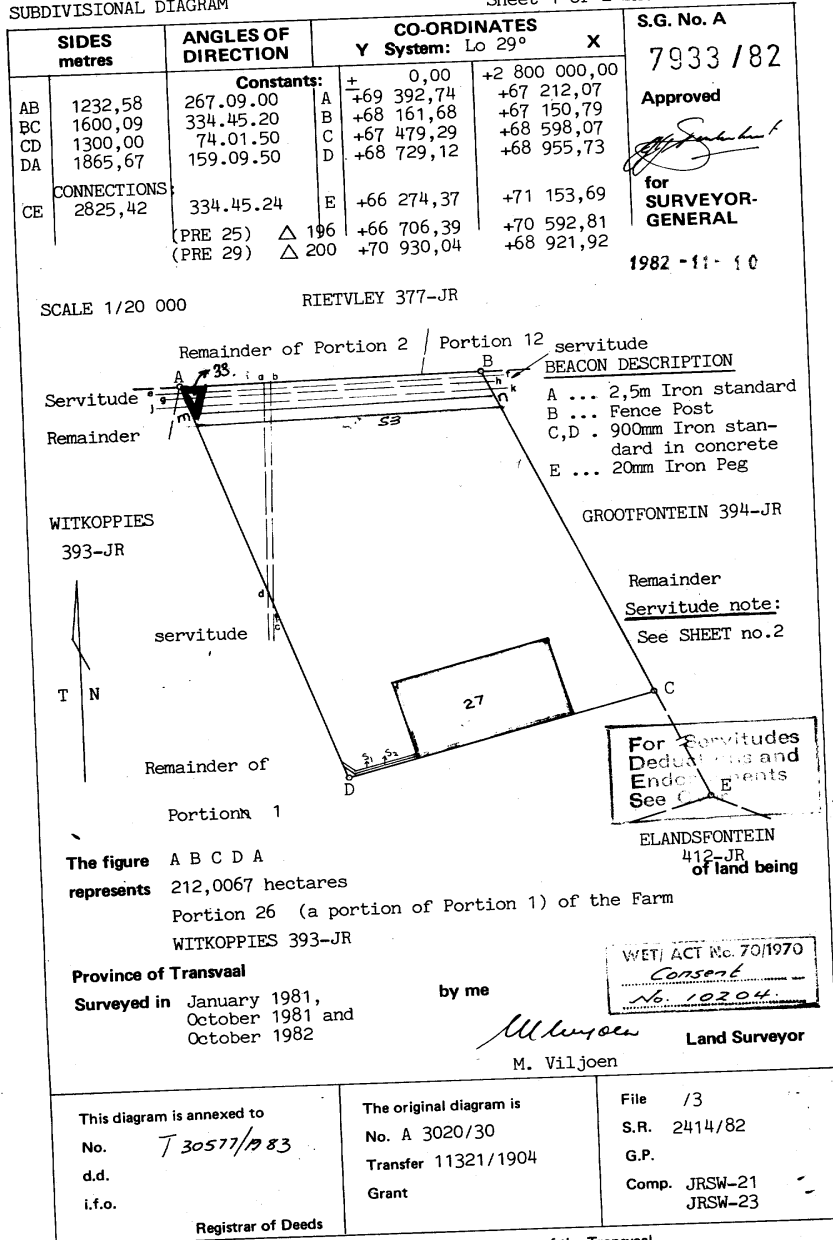 SUBDIVISIONAL DIAGRAM
S.G. No. A
7933/82
Approved
for
SURVEYOR-
GENERAL
1982 -11- 10
SIDES
metres
ANGLES OF
DIRECTION
CO-ORDINATES
Y System: Lo 29° X
Constants: ± 0,00 +2 800 000,00
AB 1232,58 267.09.00 A +69 392,74 +67 212,07
BC 1600,09 334.45.20 B +68 161,68 +67 150,79
CD 1300,00 74.01.50 C +67 479,29 +68 598,07
DA 1865,67 159.09.50 D +68 729,12 +68 955,73
CONNECTIONS:
CE 2825,42 334.45.24 E +66 274,37 +71 153,69
(PRE 25) △ 196 +66 706,39 +70 592,81
(PRE 29) △ 200 +70 930,04 +68 921,92
SCALE 1/20 000
RIETVLEY 377-JR
Remainder of Portion 2 / Portion 12
servitude
BEACON DESCRIPTION
A ... 2,5m Iron standard
B ... Fence Post
C,D . 900mm Iron stan-
dard in concrete
E ... 20mm Iron Peg
A
33.
i a b
B
Servitude
e
g
j
f
h
k
n
m
53
Remainder
WITKOPPIES
393-JR
GROOTFONTEIN 394-JR
Remainder
Servitude note:
See SHEET no.2
d
c
servitude
T N
27
C
S1 S2
D
Remainder of
Portion 1
For Servitudes
Deductions and
Endorsements
See
E
ELANDSFONTEIN
412-JR
The figure A B C D A
of land being
represents 212,0067 hectares
Portion 26 (a portion of Portion 1) of the Farm
WITKOPPIES 393-JR
WET/ ACT No. 70/1970
Consent
No. 10204.
Province of Transvaal
Surveyed in January 1981,
October 1981 and
October 1982
by me
M. Viljoen
Land Surveyor
This diagram is annexed to
No. T 30577/1983
d.d.
i.f.o.
Registrar of Deeds
The original diagram is
No. A 3020/30
Transfer 11321/1904
Grant
File /3
S.R. 2414/82
G.P.
Comp. JRSW-21
JRSW-23